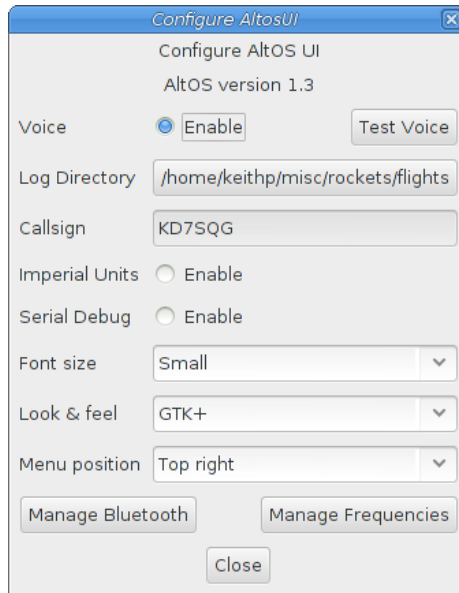 Configure AltosUI
Configure AltOS UI
AltOS version 1.3
Voice Enable Test Voice
Log Directory /home/keithp/misc/rockets/flights
Callsign KD7SQG
Imperial Units Enable
Serial Debug Enable
Font size Small
Look & feel GTK+
Menu position Top right
Manage Bluetooth Manage Frequencies
Close